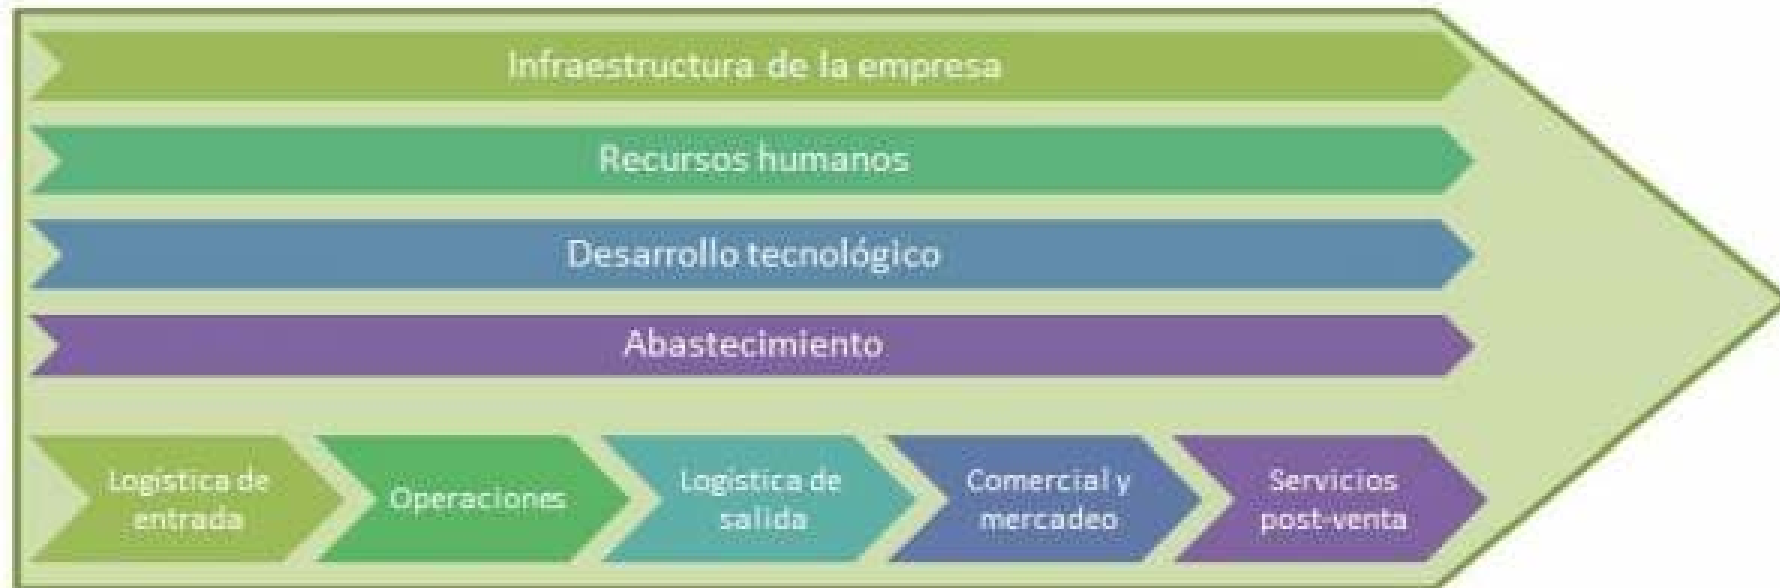 Infraestructura de la empresa
Recursos humanos
Desarrollo tecnológico
Abastecimiento
Logística de
entrada
Operaciones
Logística de
salida
Comercial y
mercadeo
Servicios
post-venta